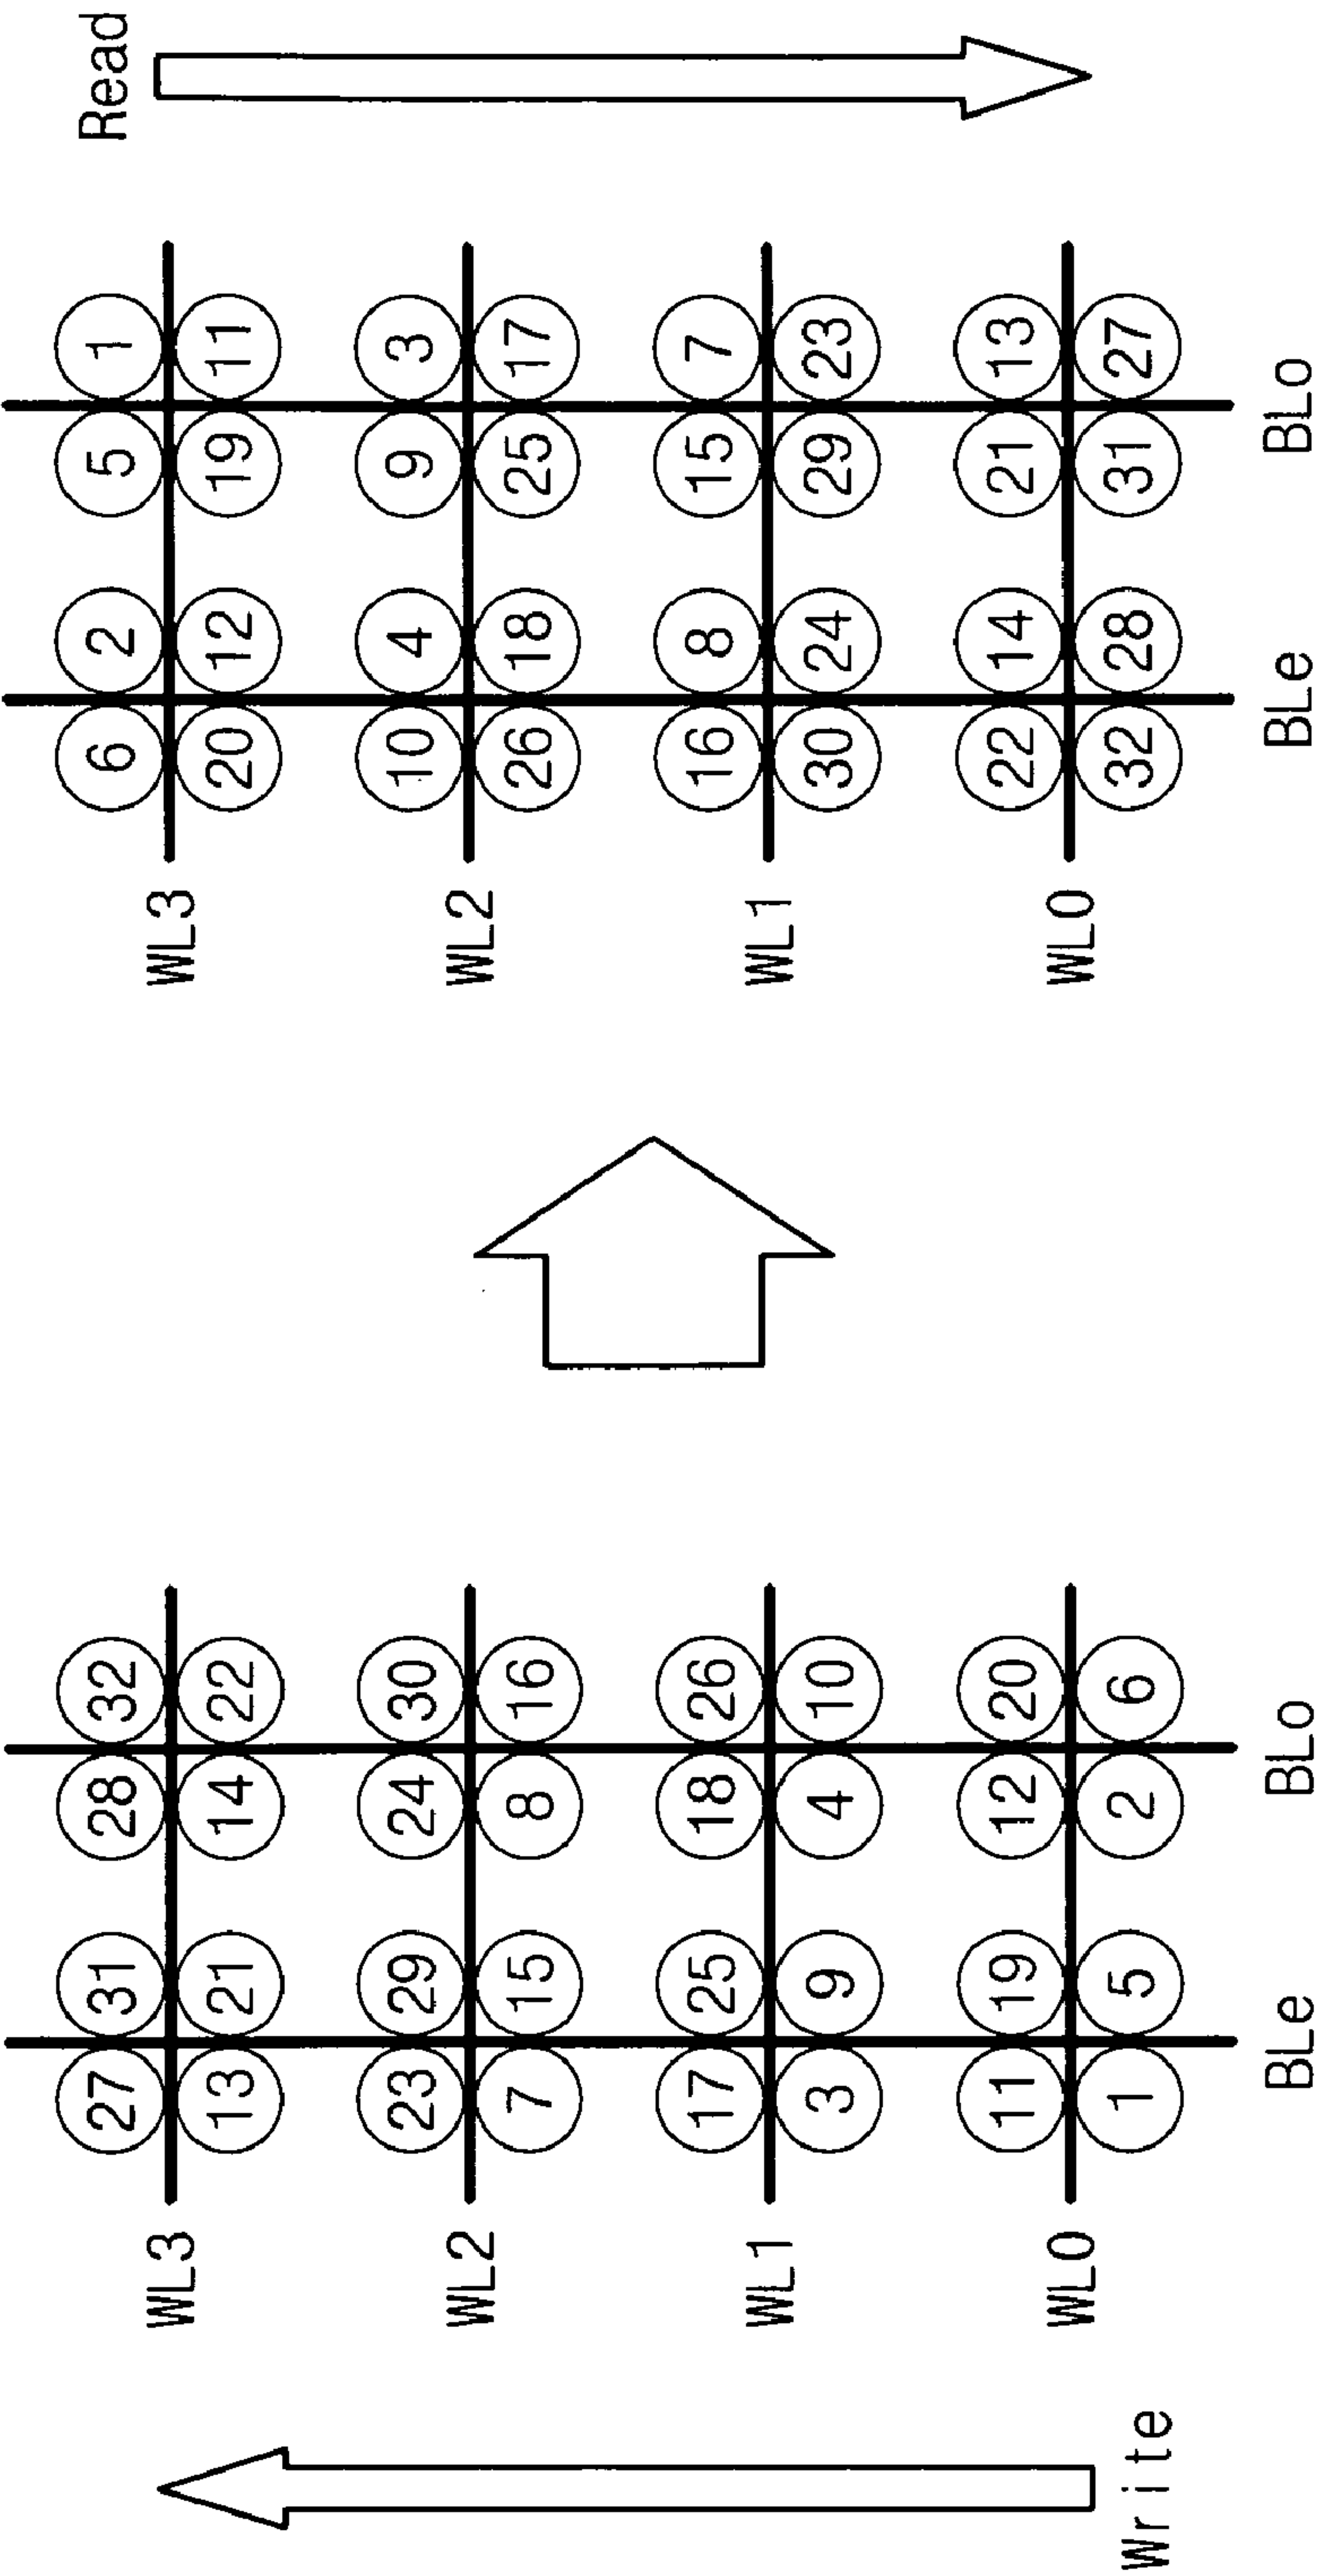 Write
27 31 28 32
WL3
13 21 14 22
23 29 24 30
WL2
7 15 8 16
17 25 18 26
WL1
3 9 4 10
11 19 12 20
WL0
1 5 2 6
BLe BLo
Read
6 2 5 1
WL3
20 12 19 11
10 4 9 3
WL2
26 18 25 17
16 8 15 7
WL1
30 24 29 23
22 14 21 13
WL0
32 28 31 27
BLe BLo